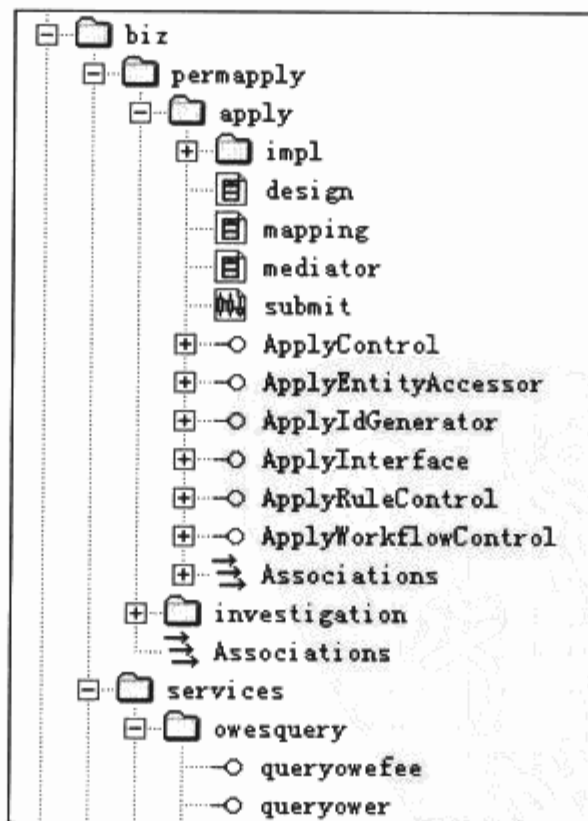 biz
permapply
apply
impl
design
mapping
mediator
submit
ApplyControl
ApplyEntityAccessor
ApplyIdGenerator
ApplyInterface
ApplyRuleControl
ApplyWorkflowControl
Associations
investigation
Associations
services
owesquery
queryowefee
queryower